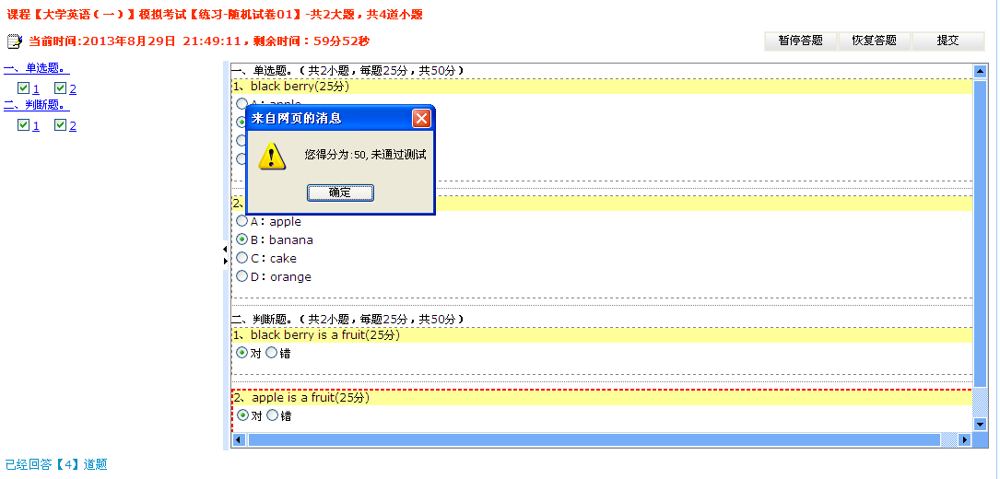 课程【大学英语（一）】模拟考试【练习-随机试卷01】-共2大题，共4道小题
当前时间:2013年8月29日 21:49:11，剩余时间：59分52秒
暂停答题 恢复答题 提交
一、单选题。
1 2
二、判断题。
1 2
一、单选题。（共2小题，每题25分，共50分）
1、black berry(25分)
A：apple
来自网页的消息
您得分为:50,未通过测试
确定
2、
A：apple
B：banana
C：cake
D：orange
二、判断题。（共2小题，每题25分，共50分）
1、black berry is a fruit(25分)
对 错
2、apple is a fruit(25分)
对 错
已经回答【4】道题